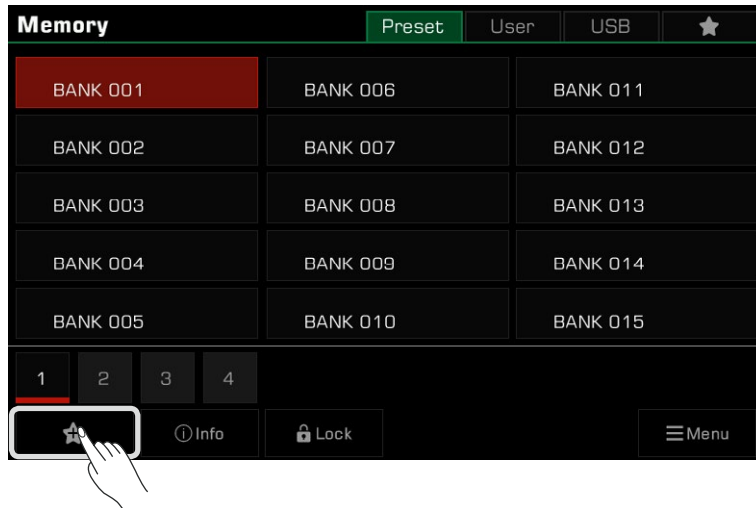 Memory Preset User USB
BANK 001 BANK 006 BANK 011
BANK 002 BANK 007 BANK 012
BANK 003 BANK 008 BANK 013
BANK 004 BANK 009 BANK 014
BANK 005 BANK 010 BANK 015
1 2 3 4
Info Lock Menu